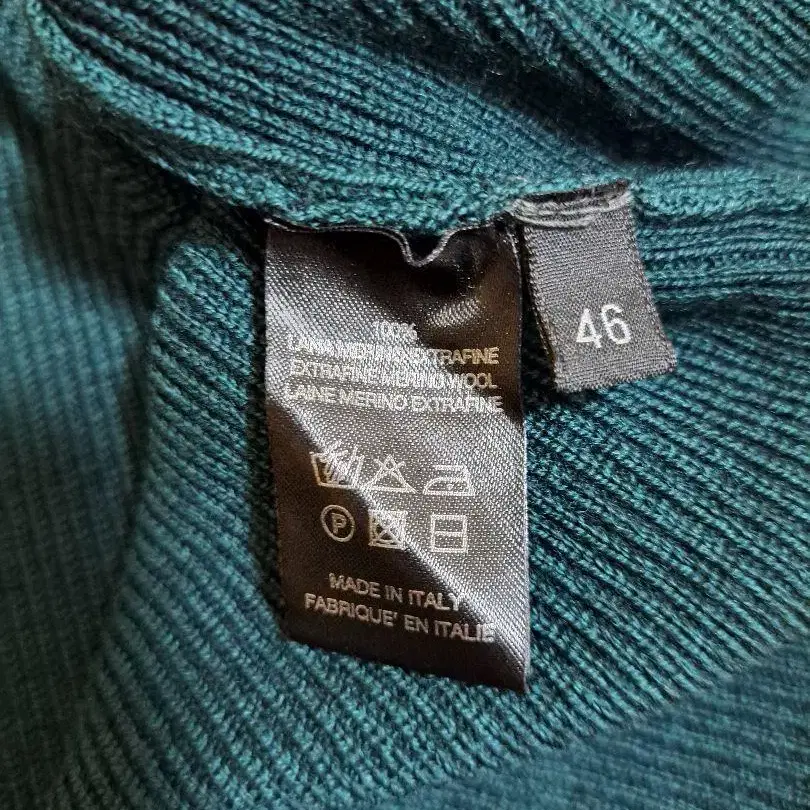 100%
LANA MERINO EXTRAFINE
EXTRAFINE MERINO WOOL
LAINE MERINO EXTRAFINE
P
MADE IN ITALY
FABRIQUE' EN ITALIE
46